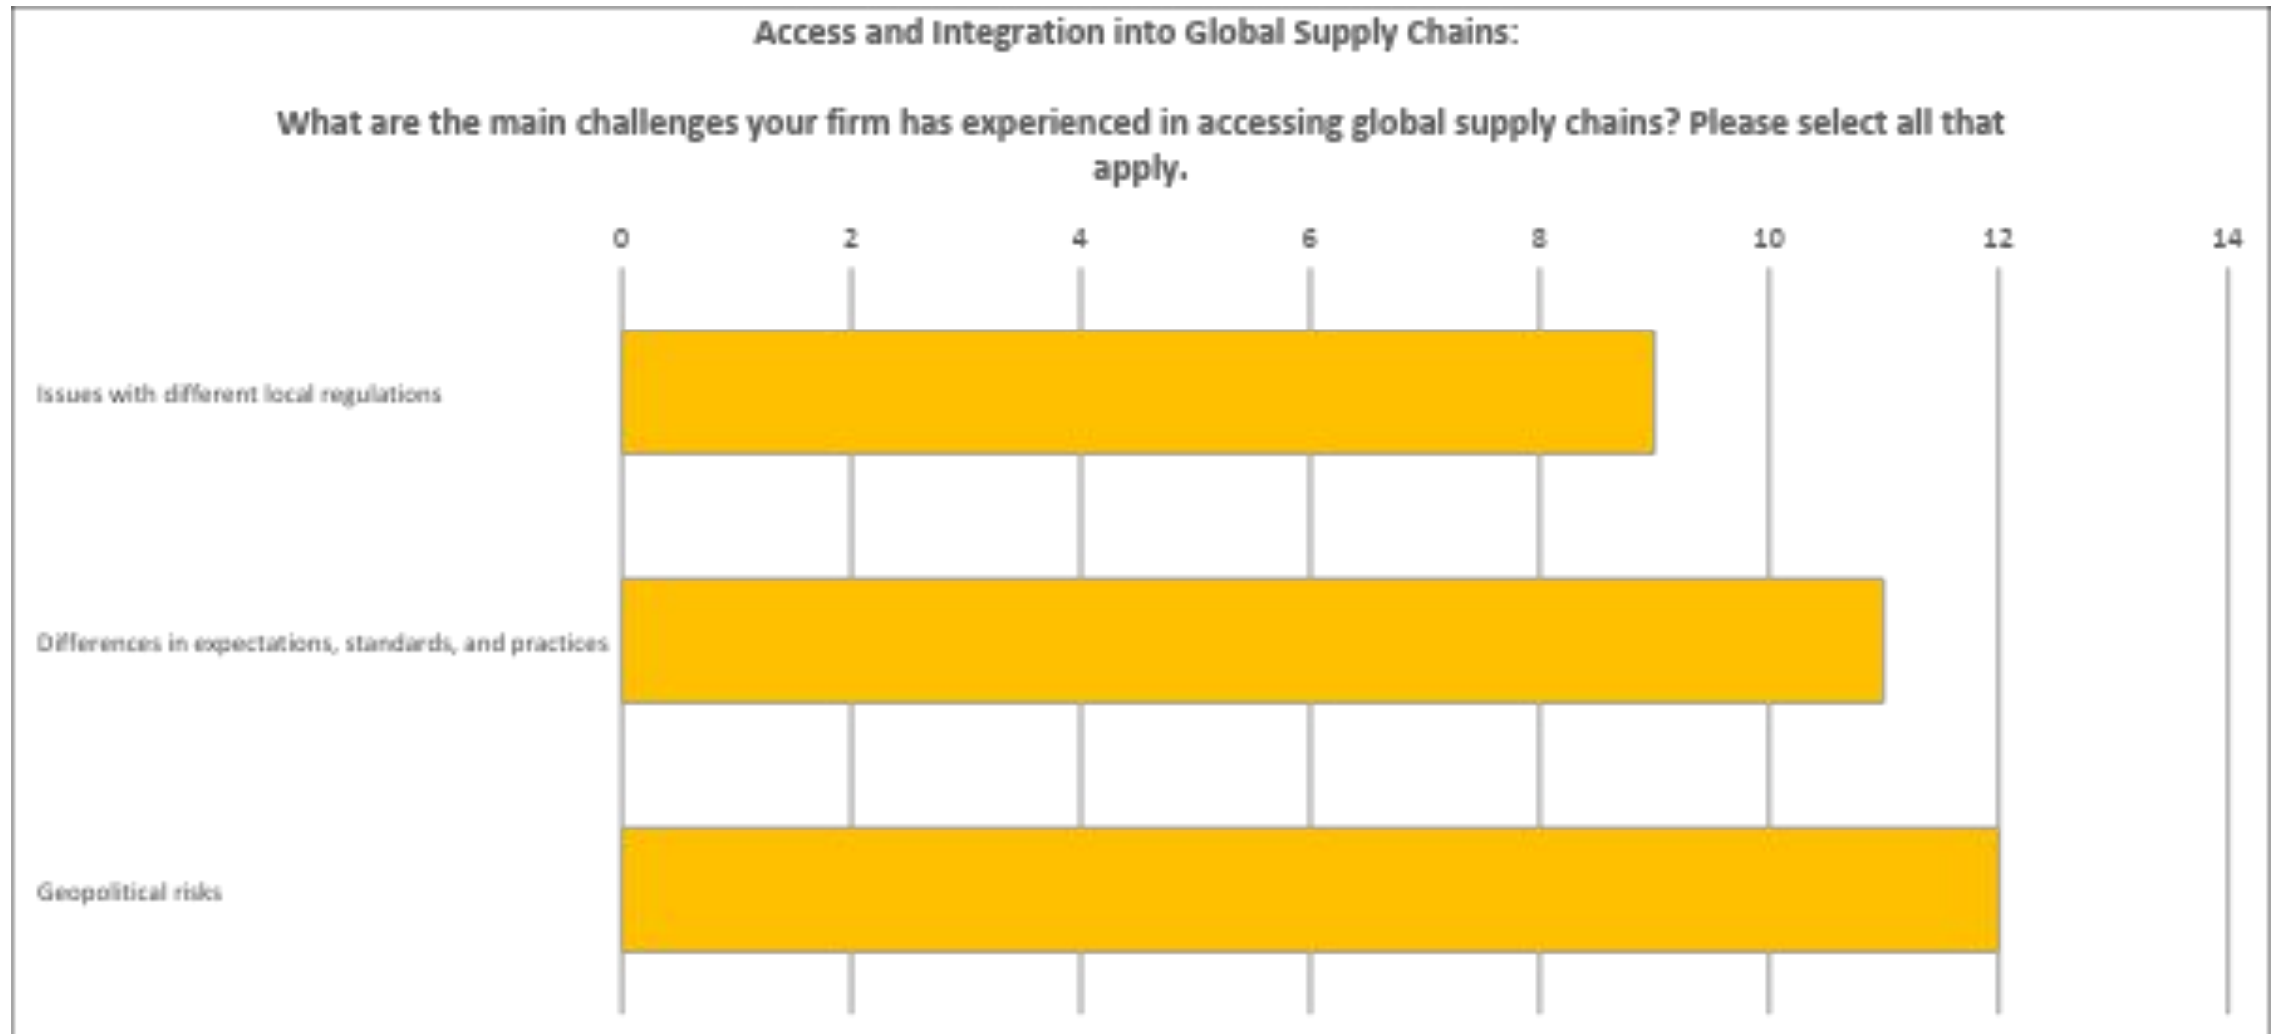 Access and Integration into Global Supply Chains:
What are the main challenges your firm has experienced in accessing global supply chains? Please select all that
apply.
0 2 4 6 8 10 12 14
Issues with different local regulations
Differences in expectations, standards, and practices
Geopolitical risks